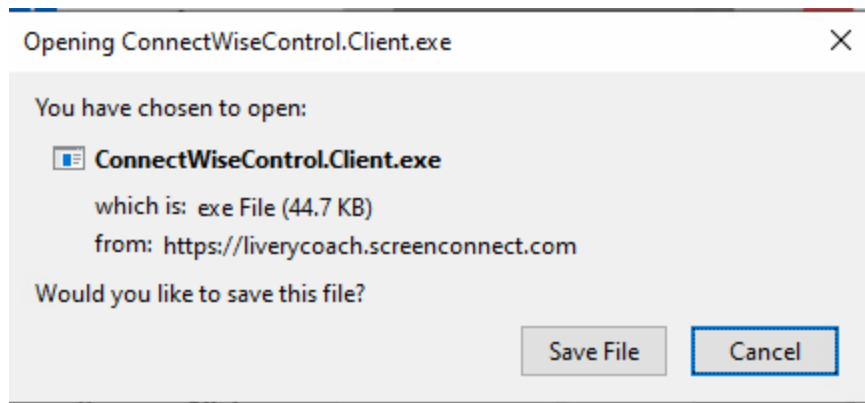 Opening ConnectWiseControl.Client.exe
You have chosen to open:
ConnectWiseControl.Client.exe
which is: exe File (44.7 KB)
from: https://liverycoach.screenconnect.com
Would you like to save this file?
Save File Cancel